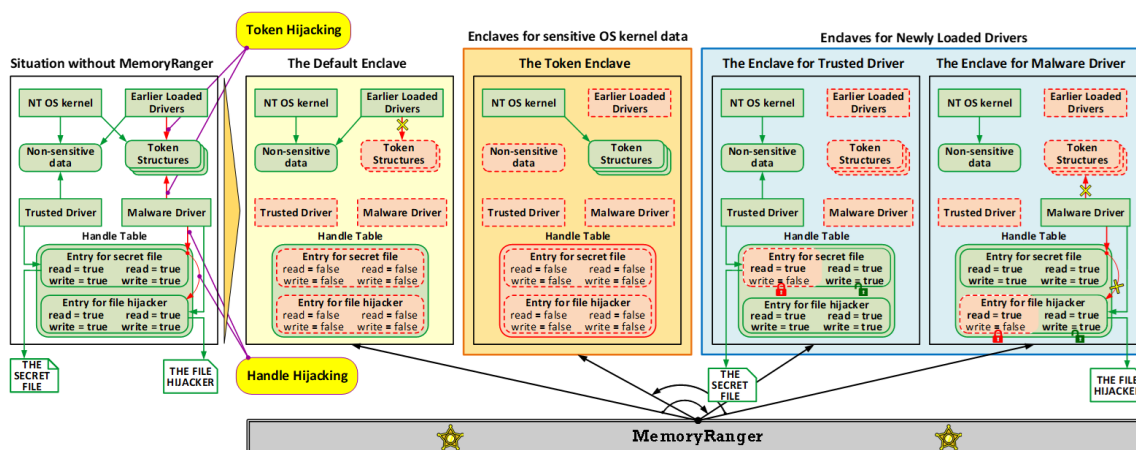 Token Hijacking
Situation without MemoryRanger
NT OS kernel
Earlier Loaded
Drivers
Non-sensitive
data
Token
Structures
Trusted Driver
Malware Driver
Handle Table
Entry for secret file
read = true read = true
write = true write = true
Entry for file hijacker
read = true read = true
write = true write = true
THE
SECRET
FILE
THE FILE
HIJACKER
Handle Hijacking
The Default Enclave
NT OS kernel
Earlier Loaded
Drivers
Non-sensitive
data
Token
Structures
Trusted Driver
Malware Driver
Handle Table
Entry for secret file
read = false read = false
write = false write = false
Entry for file hijacker
read = false read = false
write = false write = false
Enclaves for sensitive OS kernel data
The Token Enclave
NT OS kernel
Earlier Loaded
Drivers
Non-sensitive
data
Token
Structures
Trusted Driver
Malware Driver
Handle Table
Entry for secret file
read = false read = false
write = false write = false
Entry for file hijacker
read = false read = false
write = false write = false
Enclaves for Newly Loaded Drivers
The Enclave for Trusted Driver
NT OS kernel
Earlier Loaded
Drivers
Non-sensitive
data
Token
Structures
Trusted Driver
Malware Driver
Handle Table
Entry for secret file
read = true read = true
write = false write = true
Entry for file hijacker
read = true read = true
write = true write = true
THE
SECRET
FILE
The Enclave for Malware Driver
NT OS kernel
Earlier Loaded
Drivers
Non-sensitive
data
Token
Structures
Trusted Driver
Malware Driver
Handle Table
Entry for secret file
read = true read = true
write = true write = true
Entry for file hijacker
read = true read = true
write = false write = true
THE FILE
HIJACKER
MemoryRanger